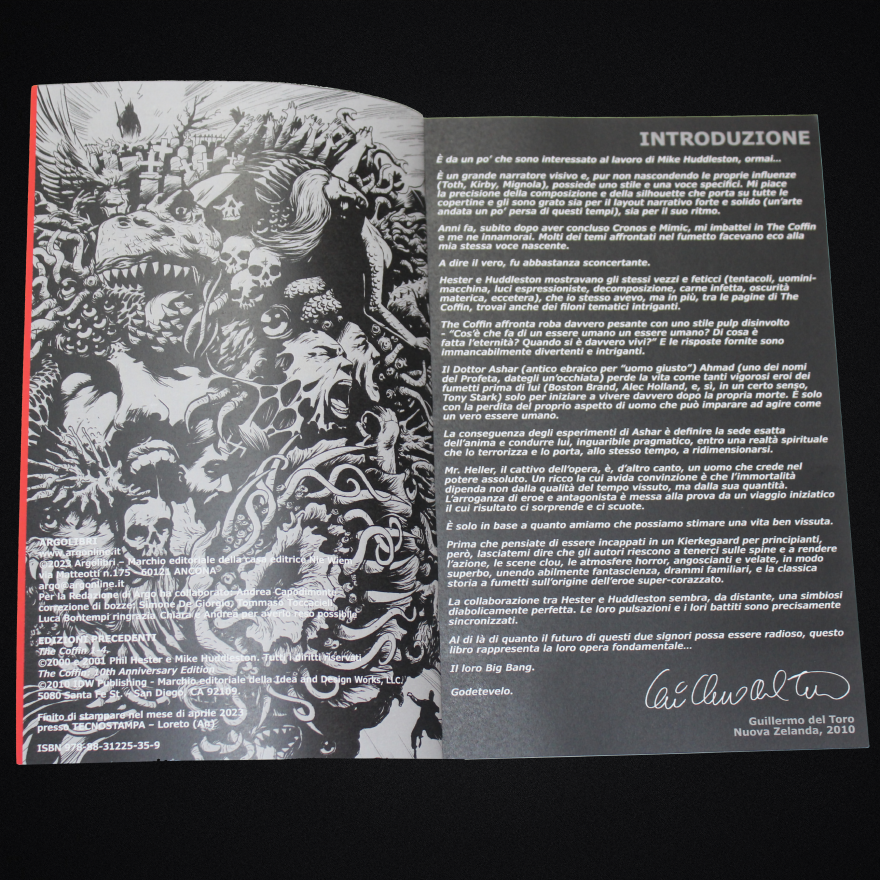 ARGOLIBRI
www.argonline.it
©2023 Argolibri – Marchio editoriale della casa editrice Nie Wiem
via Matteotti n.175 – 60121 ANCONA
argo@argonline.it
Per la Redazione di Argo ha collaborato Andrea Capodimonti
correzione di bozze: Simone De Giorgio, Tommaso Toccacieli
Luca Bontempi ringrazia Chiara e Andrea per averlo reso possibile
EDIZIONI PRECEDENTI
The Coffin 1-4,
©2000 e 2001 Phil Hester e Mike Huddleston. Tutti i diritti riservati
The Coffin, 10th Anniversary Edition
©2010 IDW Publishing - Marchio editoriale della Idea and Design Works, LLC.
5080 Santa Fe St. – San Diego, CA 92109.
Finito di stampare nel mese di aprile 2023
presso TECNOSTAMPA – Loreto (An)
ISBN 978-88-31225-35-9
INTRODUZIONE
È da un po’ che sono interessato al lavoro di Mike Huddleston, ormai...
È un grande narratore visivo e, pur non nascondendo le proprie influenze
(Toth, Kirby, Mignola), possiede uno stile e una voce specifici. Mi piace
la precisione della composizione e della silhouette che porta su tutte le
copertine e gli sono grato sia per il layout narrativo forte e solido (un’arte
andata un po’ persa di questi tempi), sia per il suo ritmo.
Anni fa, subito dopo aver concluso Cronos e Mimic, mi imbattei in The Coffin
e me ne innamorai. Molti dei temi affrontati nel fumetto facevano eco alla
mia stessa voce nascente.
A dire il vero, fu abbastanza sconcertante.
Hester e Huddleston mostravano gli stessi vezzi e feticci (tentacoli, uomini-
macchina, luci espressioniste, decomposizione, carne infetta, oscurità
materica, eccetera), che io stesso avevo, ma in più, tra le pagine di The
Coffin, trovai anche dei filoni tematici intriganti.
The Coffin affronta roba davvero pesante con uno stile pulp disinvolto
- “Cos’è che fa di un essere umano un essere umano? Di cosa è
fatta l’eternità? Quando si è davvero vivi?” E le risposte fornite sono
immancabilmente divertenti e intriganti.
Il Dottor Ashar (antico ebraico per “uomo giusto”) Ahmad (uno dei nomi
del Profeta, dategli un’occhiata) perde la vita come tanti vigorosi eroi dei
fumetti prima di lui (Boston Brand, Alec Holland, e, sì, in un certo senso,
Tony Stark) solo per iniziare a vivere davvero dopo la propria morte. È solo
con la perdita del proprio aspetto di uomo che può imparare ad agire come
un vero essere umano.
La conseguenza degli esperimenti di Ashar è definire la sede esatta
dell’anima e condurre lui, inguaribile pragmatico, entro una realtà spirituale
che lo terrorizza e lo porta, allo stesso tempo, a ridimensionarsi.
Mr. Heller, il cattivo dell’opera, è, d’altro canto, un uomo che crede nel
potere assoluto. Un ricco la cui avida convinzione è che l’immortalità
dipenda non dalla qualità del tempo vissuto, ma dalla sua quantità.
L’arroganza di eroe e antagonista è messa alla prova da un viaggio iniziatico
il cui risultato ci sorprende e ci scuote.
È solo in base a quanto amiamo che possiamo stimare una vita ben vissuta.
Prima che pensiate di essere incappati in un Kierkegaard per principianti,
però, lasciatemi dire che gli autori riescono a tenerci sulle spine e a rendere
l’azione, le scene clou, le atmosfere horror, angoscianti e velate, in modo
superbo, unendo abilmente fantascienza, drammi familiari, e la classica
storia a fumetti sull’origine dell’eroe super-corazzato.
La collaborazione tra Hester e Huddleston sembra, da distante, una simbiosi
diabolicamente perfetta. Le loro pulsazioni e i lori battiti sono precisamente
sincronizzati.
Al di là di quanto il futuro di questi due signori possa essere radioso, questo
libro rappresenta la loro opera fondamentale...
Il loro Big Bang.
Godetevelo.
Guillermo del Toro
Guillermo del Toro
Nuova Zelanda, 2010